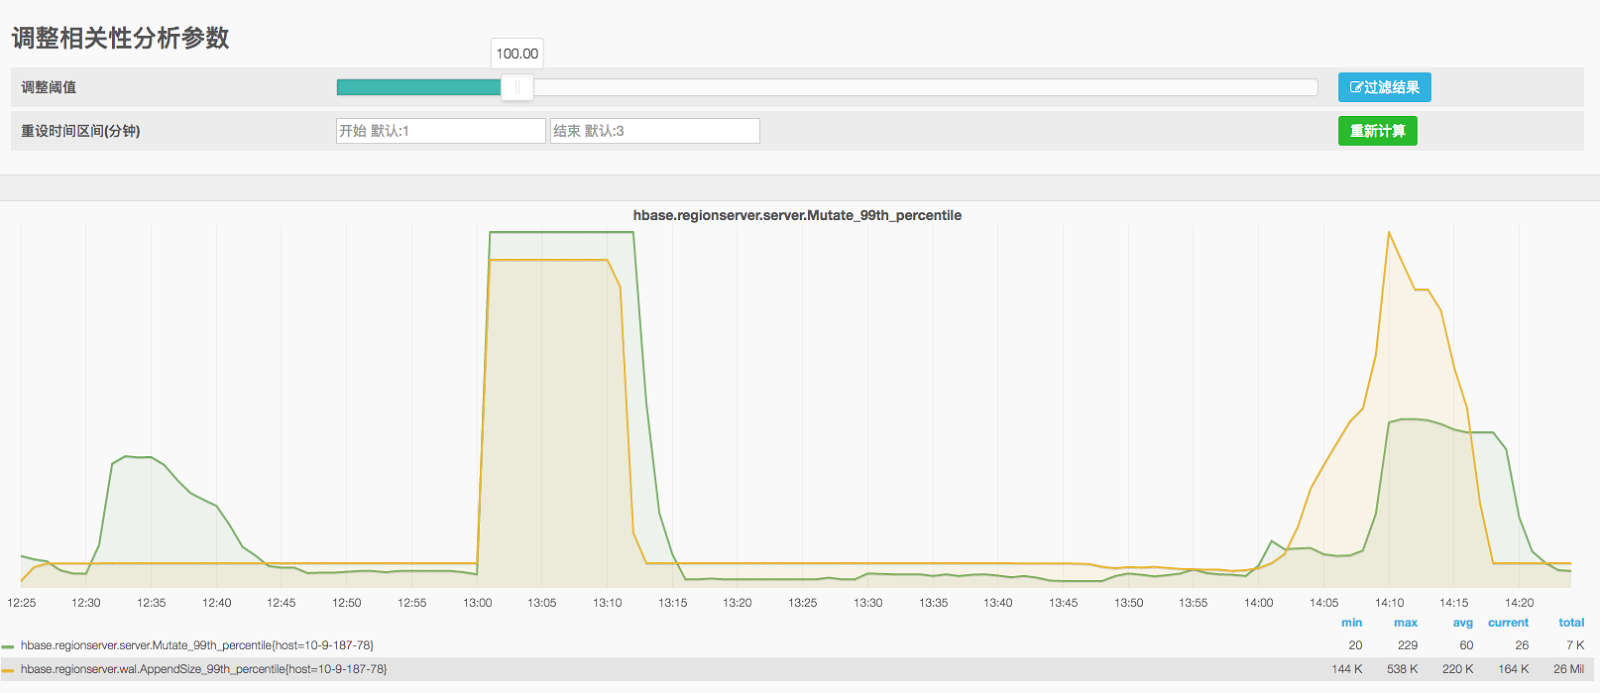 调整相关性分析参数
100.00
调整阈值
过滤结果
重设时间区间(分钟)
开始 默认:1
结束 默认:3
重新计算
hbase.regionserver.server.Mutate_99th_percentile
12:25 12:30 12:35 12:40 12:45 12:50 12:55 13:00 13:05 13:10 13:15 13:20 13:25 13:30 13:35 13:40 13:45 13:50 13:55 14:00 14:05 14:10 14:15 14:20
min max avg current total
hbase.regionserver.server.Mutate_99th_percentile{host=10-9-187-78} 20 229 60 26 7 K
hbase.regionserver.wal.AppendSize_99th_percentile{host=10-9-187-78} 144 K 538 K 220 K 164 K 26 Mil